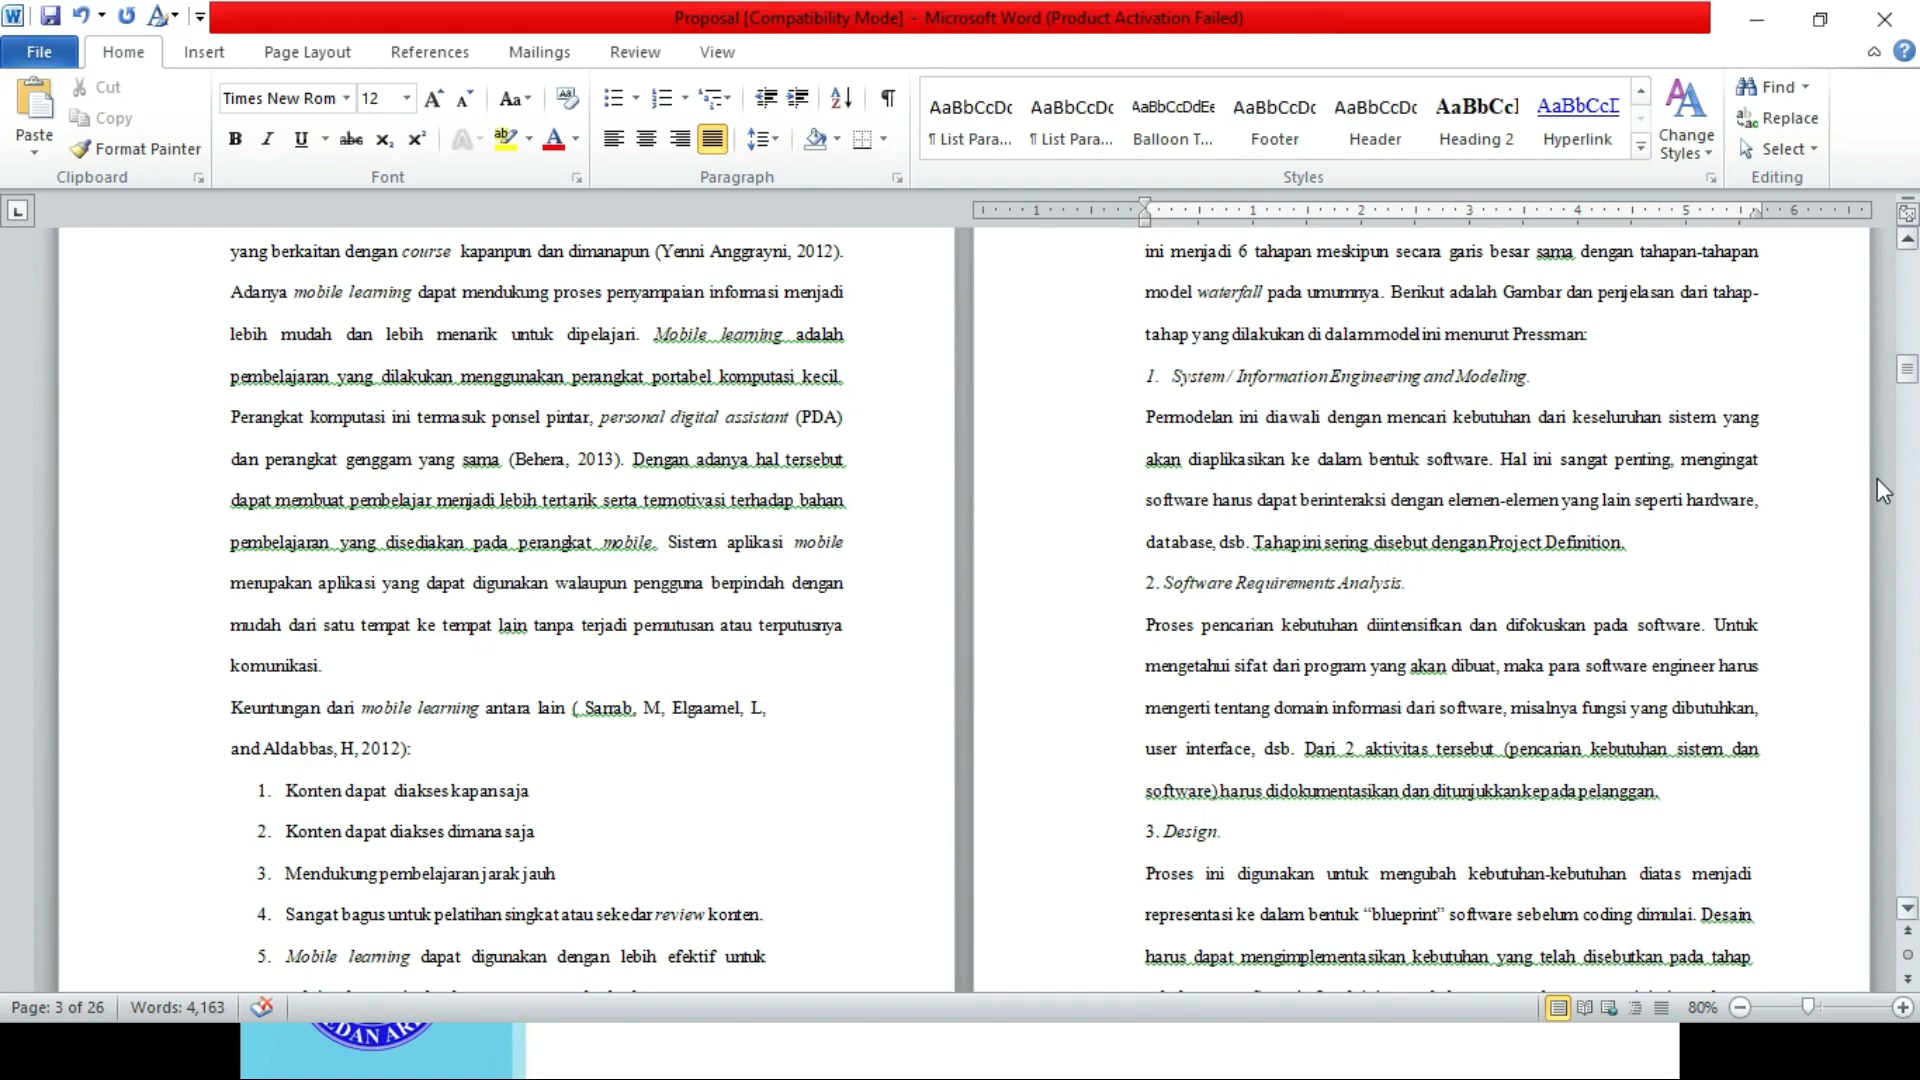 Proposal [Compatibility Mode] - Microsoft Word (Product Activation Failed)
File Home Insert Page Layout References Mailings Review View
Paste
Cut
Copy
Format Painter
Clipboard
Times New Rom 12
Font
Paragraph
AaBbCcDc AaBbCcDc AaBbCcDdEe AaBbCcDc AaBbCcDc AaBbCcI AaBbCcI
¶ List Para... ¶ List Para... Balloon T... Footer Header Heading 2 Hyperlink
Styles
Change
Styles
Find
Replace
Select
Editing
1 1 2 3 4 5 6
yang berkaitan dengan course kapanpun dan dimanapun (Yenni Anggrayni, 2012).
Adanya mobile learning dapat mendukung proses penyampaian informasi menjadi
lebih mudah dan lebih menarik untuk dipelajari. Mobile learning adalah
pembelajaran yang dilakukan menggunakan perangkat portabel komputasi kecil.
Perangkat komputasi ini termasuk ponsel pintar, personal digital assistant (PDA)
dan perangkat genggam yang sama (Behera, 2013). Dengan adanya hal tersebut
dapat membuat pembelajar menjadi lebih tertarik serta termotivasi terhadap bahan
pembelajaran yang disediakan pada perangkat mobile. Sistem aplikasi mobile
merupakan aplikasi yang dapat digunakan walaupun pengguna berpindah dengan
mudah dari satu tempat ke tempat lain tanpa terjadi pemutusan atau terputusnya
komunikasi.
Keuntungan dari mobile learning antara lain ( Sarrab, M, Elgaamel, L,
and Aldabbas, H, 2012):
1. Konten dapat diakses kapan saja
2. Konten dapat diakses dimana saja
3. Mendukung pembelajaran jarak jauh
4. Sangat bagus untuk pelatihan singkat atau sekedar review konten.
5. Mobile learning dapat digunakan dengan lebih efektif untuk
ini menjadi 6 tahapan meskipun secara garis besar sama dengan tahapan-tahapan
model waterfall pada umumnya. Berikut adalah Gambar dan penjelasan dari tahap-
tahap yang dilakukan di dalam model ini menurut Pressman:
1. System / Information Engineering and Modeling.
Permodelan ini diawali dengan mencari kebutuhan dari keseluruhan sistem yang
akan diaplikasikan ke dalam bentuk software. Hal ini sangat penting, mengingat
software harus dapat berinteraksi dengan elemen-elemen yang lain seperti hardware,
database, dsb. Tahap ini sering disebut dengan Project Definition.
2. Software Requirements Analysis.
Proses pencarian kebutuhan diintensifkan dan difokuskan pada software. Untuk
mengetahui sifat dari program yang akan dibuat, maka para software engineer harus
mengerti tentang domain informasi dari software, misalnya fungsi yang dibutuhkan,
user interface, dsb. Dari 2 aktivitas tersebut (pencarian kebutuhan sistem dan
software) harus didokumentasikan dan ditunjukkan kepada pelanggan.
3. Design.
Proses ini digunakan untuk mengubah kebutuhan-kebutuhan diatas menjadi
representasi ke dalam bentuk “blueprint” software sebelum coding dimulai. Desain
harus dapat mengimplementasikan kebutuhan yang telah disebutkan pada tahap
Page: 3 of 26 Words: 4,163 80%